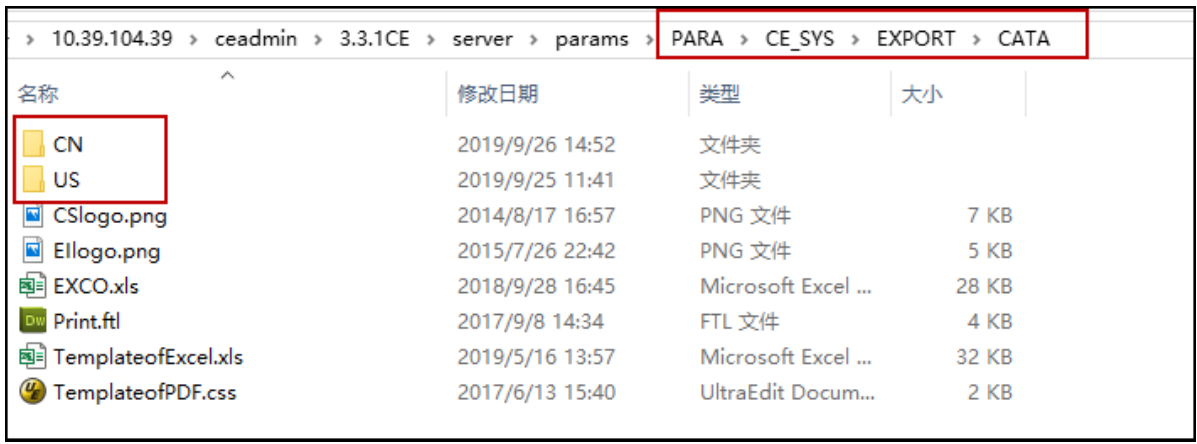 › 10.39.104.39 › ceadmin › 3.3.1CE › server › params › PARA › CE_SYS › EXPORT › CATA
名称 修改日期 类型 大小
CN 2019/9/26 14:52 文件夹
US 2019/9/25 11:41 文件夹
CSlogo.png 2014/8/17 16:57 PNG 文件 7 KB
EIlogo.png 2015/7/26 22:42 PNG 文件 5 KB
EXCO.xls 2018/9/28 16:45 Microsoft Excel ... 28 KB
Dw Print.ftl 2017/9/8 14:34 FTL 文件 4 KB
TemplateofExcel.xls 2019/5/16 13:57 Microsoft Excel ... 32 KB
TemplateofPDF.css 2017/6/13 15:40 UltraEdit Docum... 2 KB